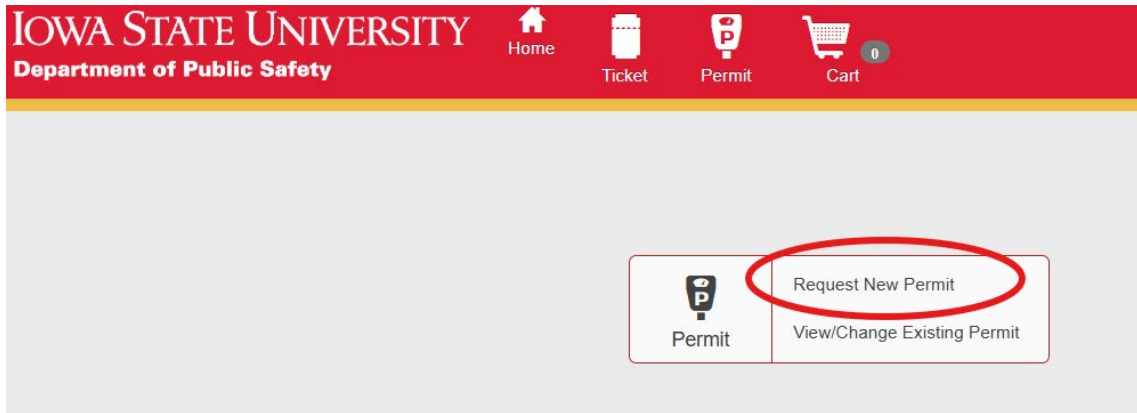 IOWA STATE UNIVERSITY
Department of Public Safety
Home
Ticket
P
Permit
Cart
0
P
Permit
Request New Permit
View/Change Existing Permit